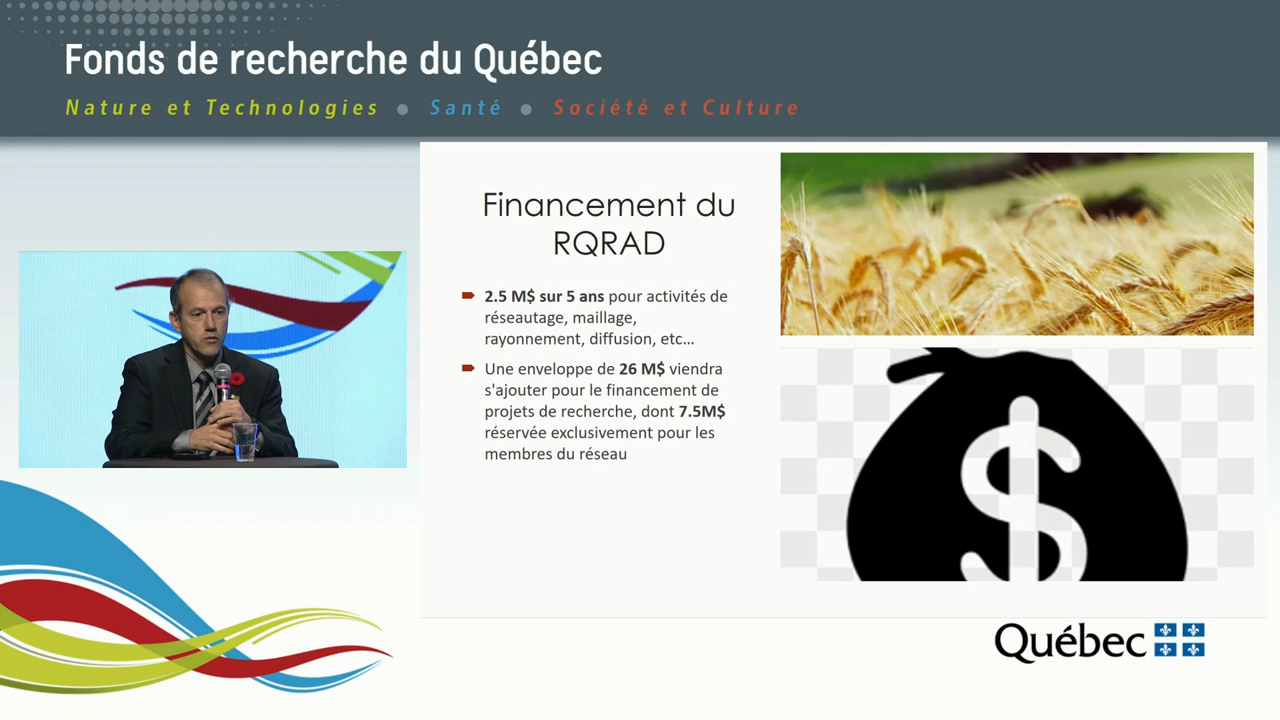 Fonds de recherche du Québec
Nature et Technologies ● Santé ● Société et Culture
Financement du
RQRAD
2.5 M$ sur 5 ans pour activités de
réseautage, maillage,
rayonnement, diffusion, etc...
Une enveloppe de 26 M$ viendra
s'ajouter pour le financement de
projets de recherche, dont 7.5M$
réservée exclusivement pour les
membres du réseau
$
Québec